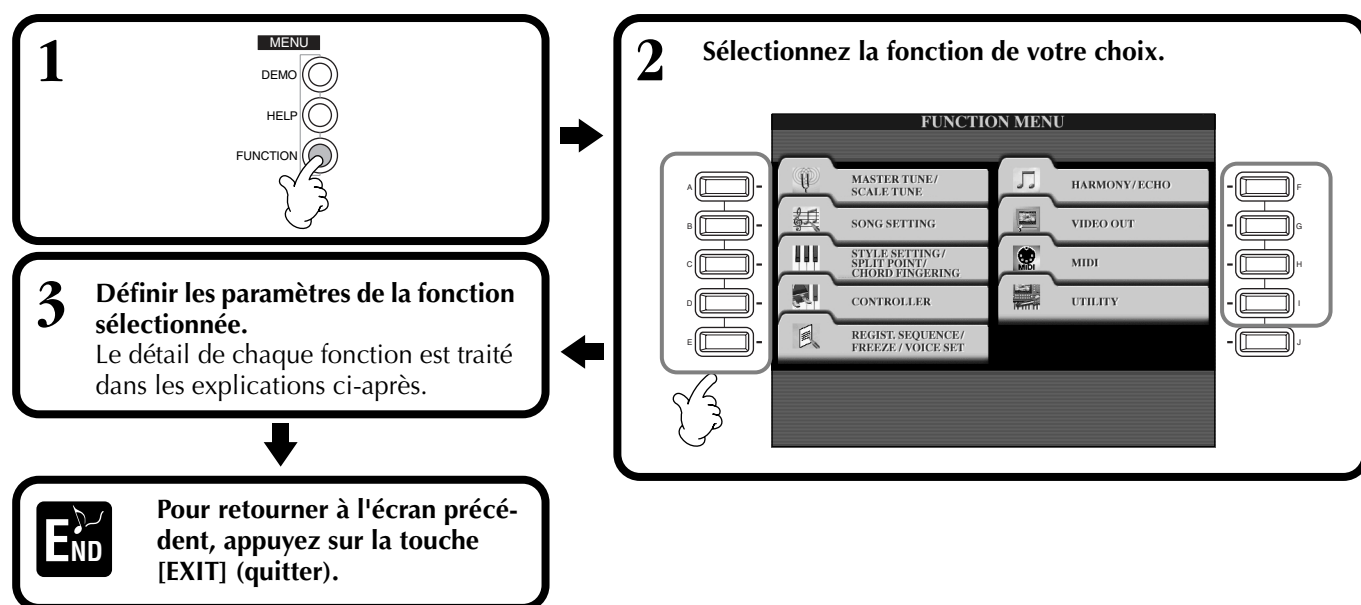 1
MENU
DEMO
HELP
FUNCTION
2
Sélectionnez la fonction de votre choix.
FUNCTION MENU
A
MASTER TUNE/
SCALE TUNE
HARMONY/ECHO
F
B
SONG SETTING
VIDEO OUT
G
C
STYLE SETTING/
SPLIT POINT/
CHORD FINGERING
MIDI
MIDI
H
D
CONTROLLER
UTILITY
I
E
REGIST. SEQUENCE/
FREEZE / VOICE SET
J
3
Définir les paramètres de la fonction
sélectionnée.
Le détail de chaque fonction est traité
dans les explications ci-après.
END
Pour retourner à l'écran précé-
dent, appuyez sur la touche
[EXIT] (quitter).